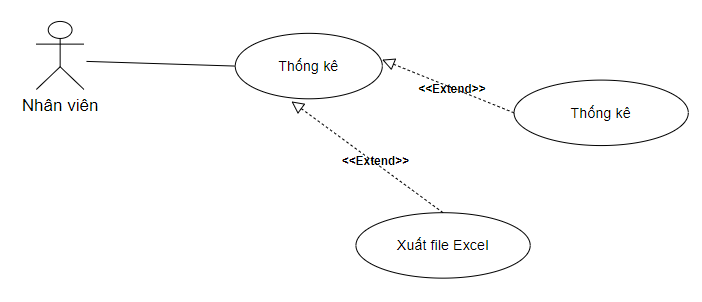 Nhân viên
Thống kê
<<Extend>>
Thống kê
<<Extend>>
Xuất file Excel